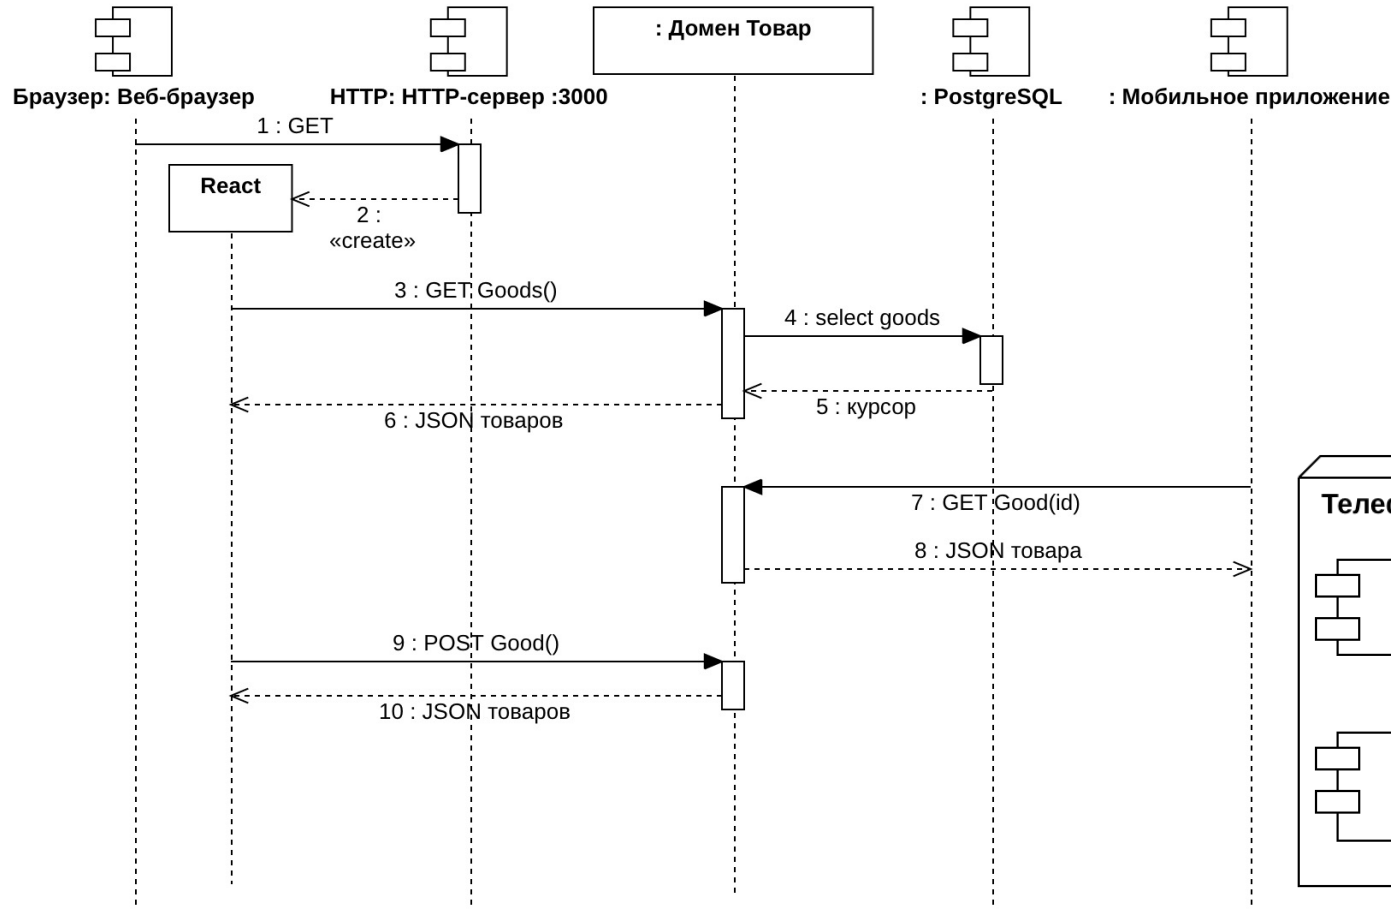 : Домен Товар
Браузер: Веб-браузер
HTTP: HTTP-сервер :3000
: PostgreSQL
: Мобильное приложение
1 : GET
React
2 :
«create»
3 : GET Goods()
4 : select goods
5 : курсор
6 : JSON товаров
7 : GET Good(id)
8 : JSON товара
9 : POST Good()
10 : JSON товаров